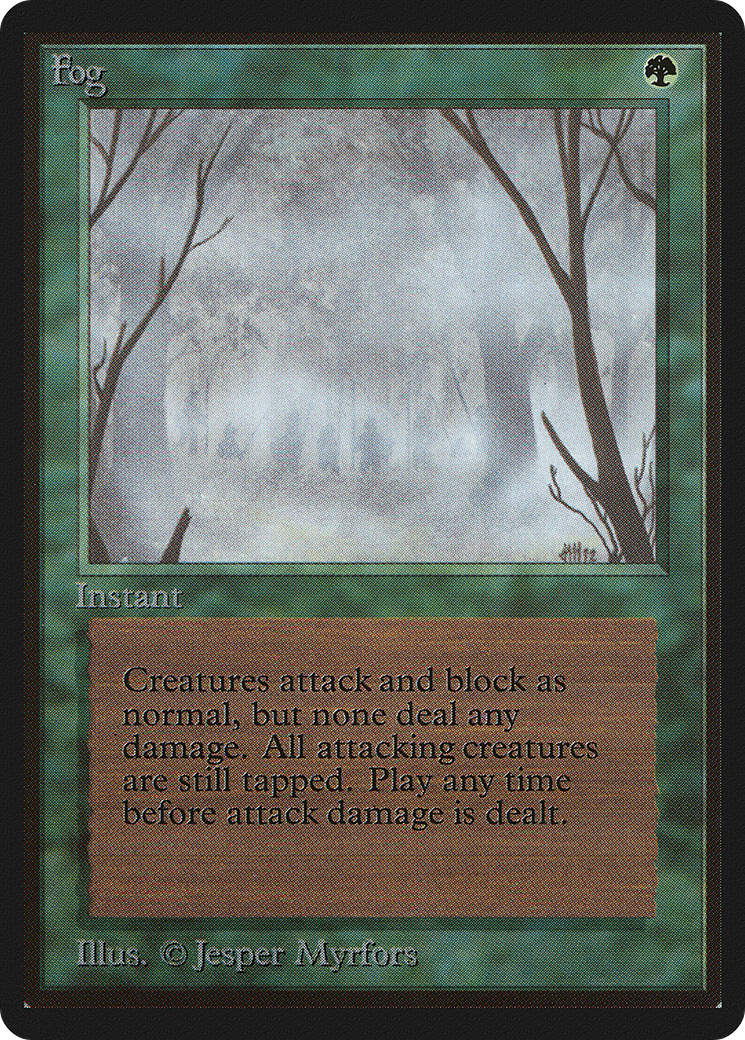 Fog
Instant
Creatures attack and block as
normal, but none deal any
damage. All attacking creatures
are still tapped. Play any time
before attack damage is dealt.
Illus. © Jesper Myrfors